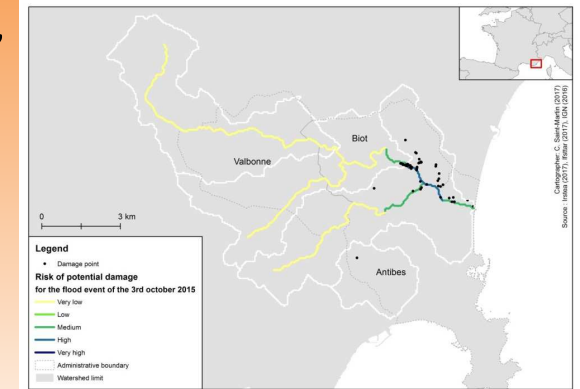 Biot
Valbonne
Antibes
0 3 km
Legend
Damage point
Risk of potential damage
for the flood event of the 3rd october 2015
Very low
Low
Medium
High
Very high
Administrative boundary
Watershed limit
Cartographer: C. Saint-Martin (2017)
Source : Irstea (2017), Ifsttar (2017), IGN (2016)